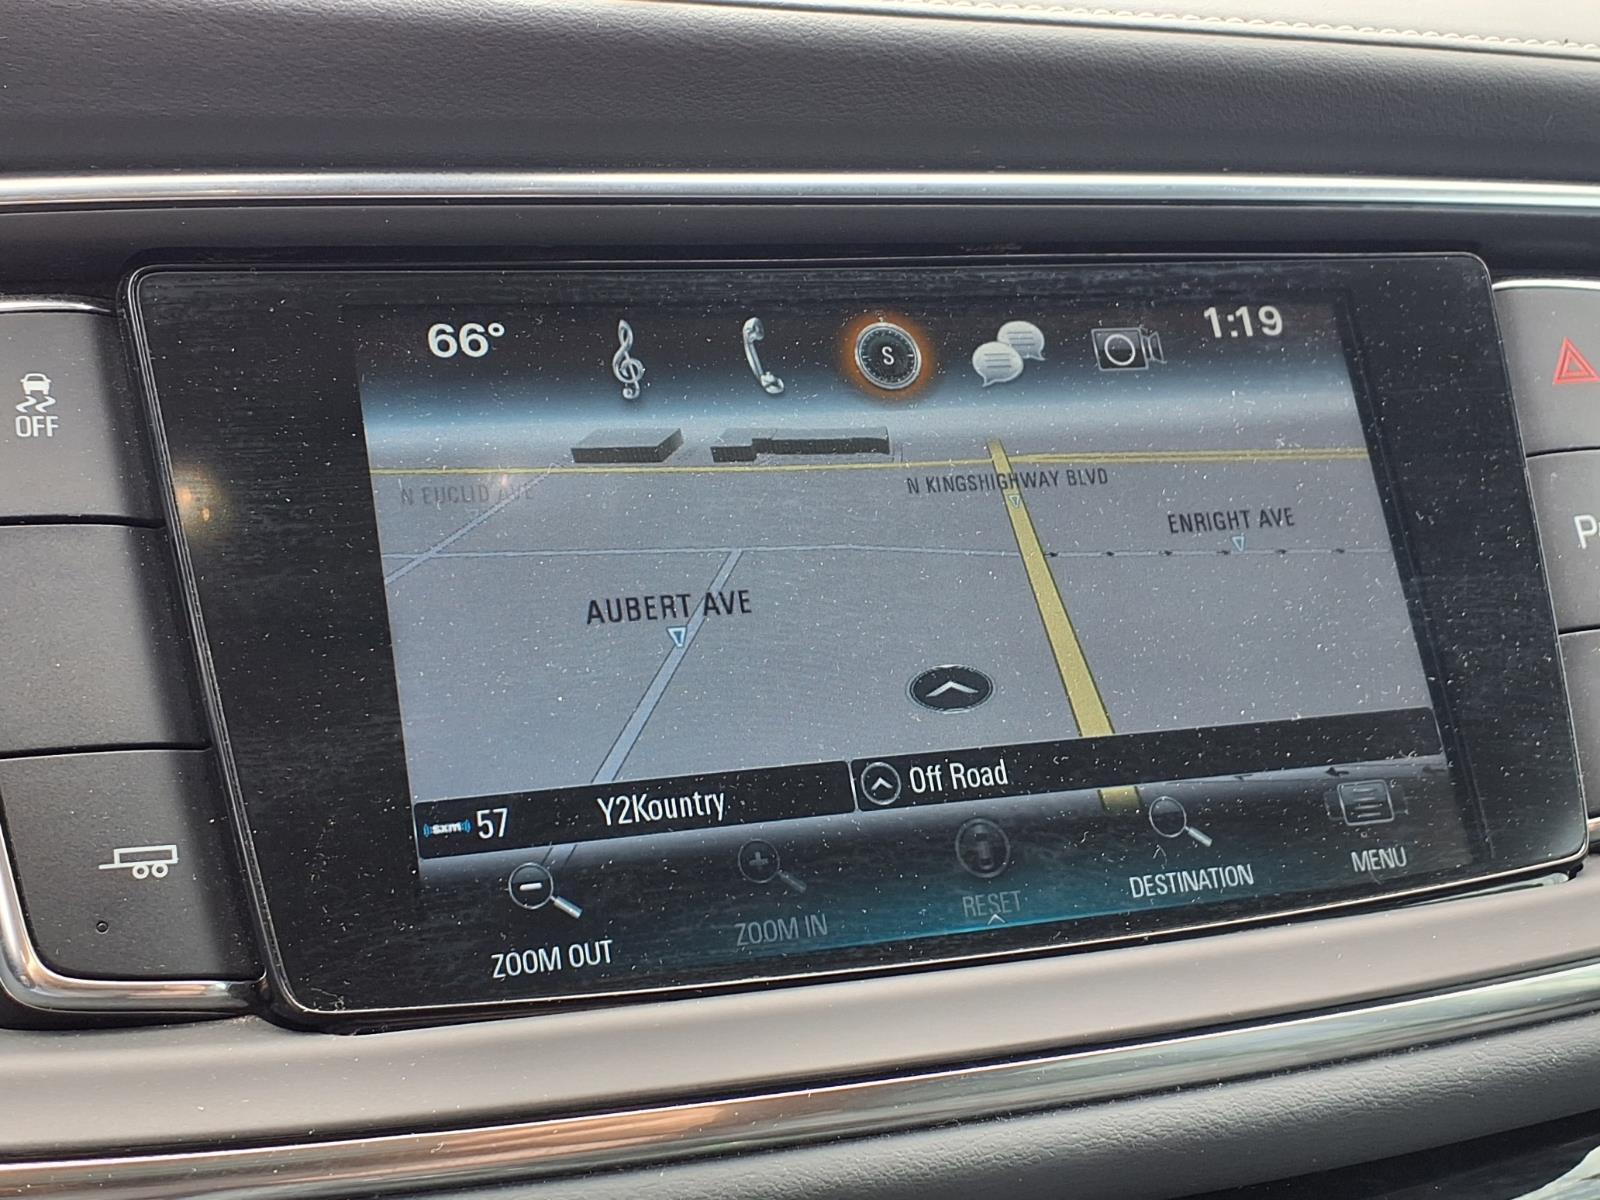 66°
S
1:19
OFF
N EUCLID AVE
N KINGSHIGHWAY BLVD
ENRIGHT AVE
AUBERT AVE
Off Road
sxm 57 Y2Kountry
ZOOM OUT
ZOOM IN
RESET
DESTINATION
MENU